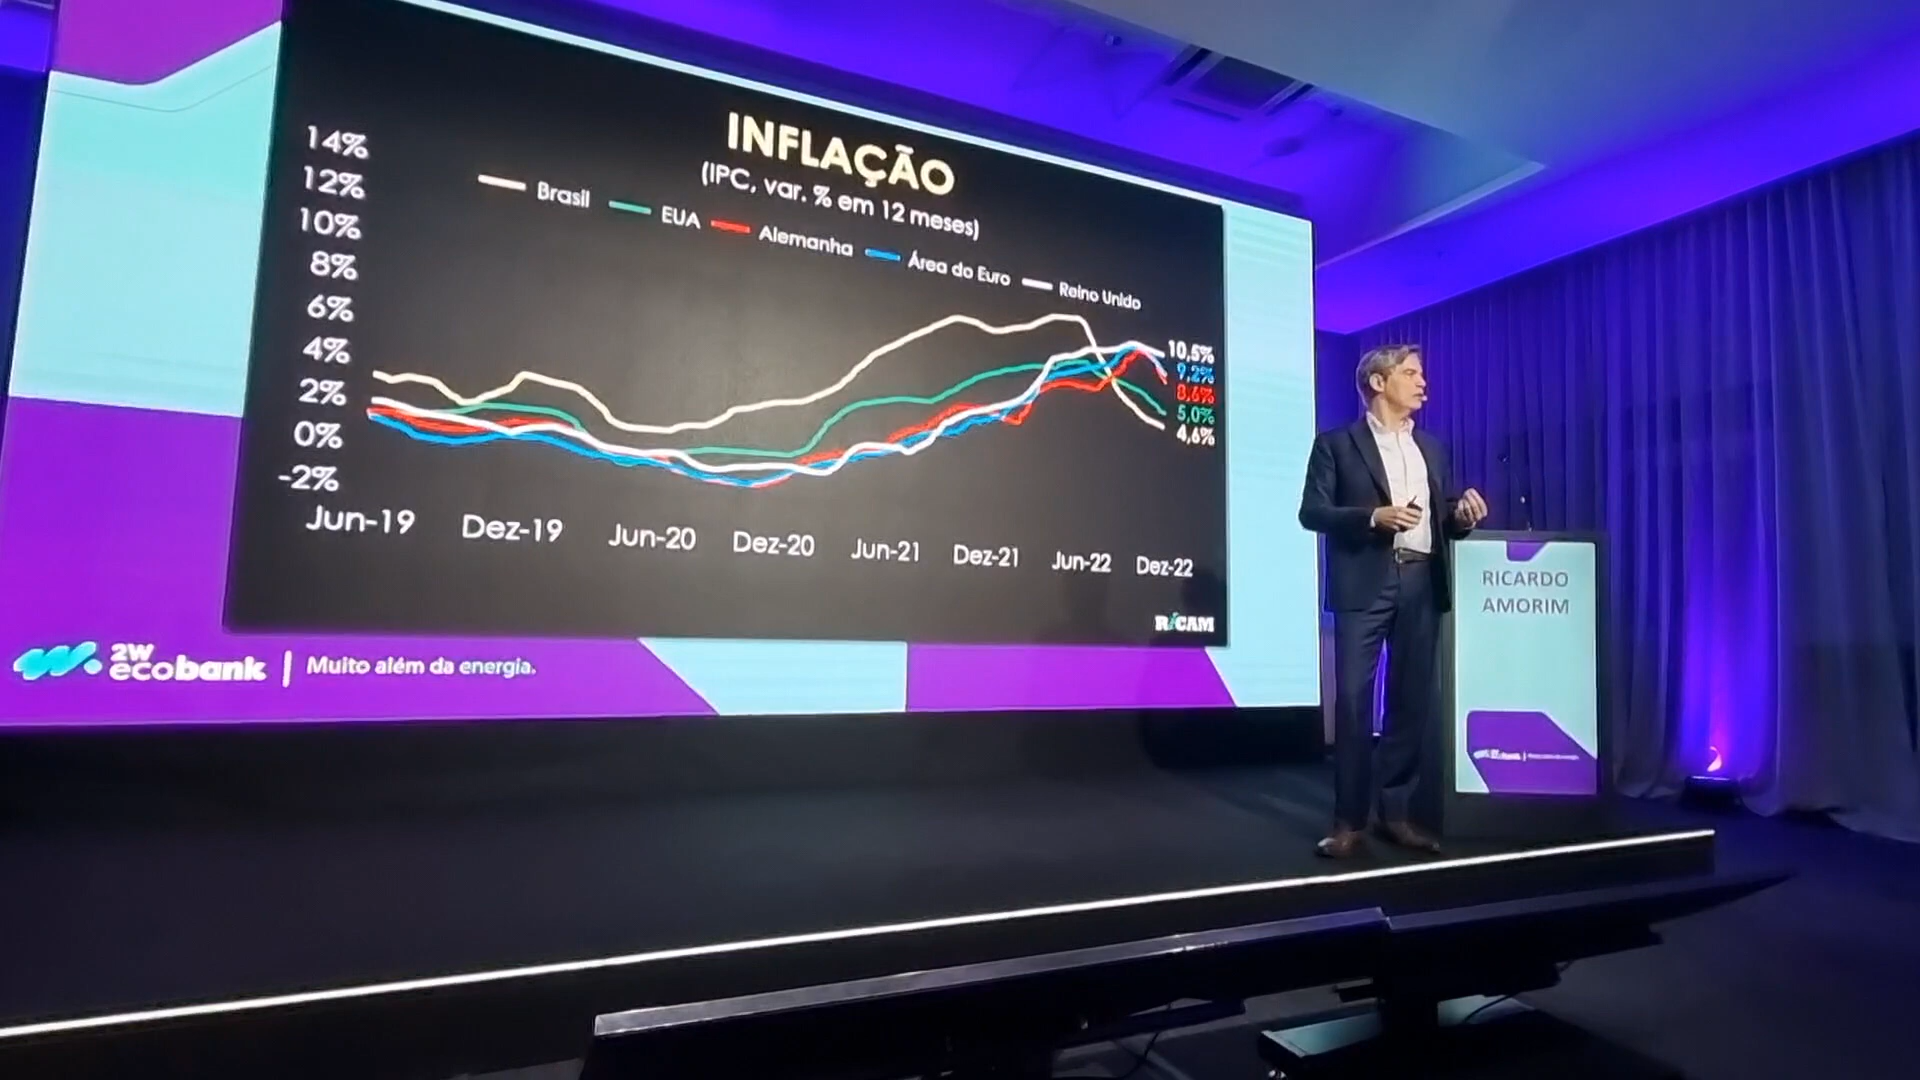 INFLAÇÃO
(IPC, var. % em 12 meses)
Brasil EUA Alemanha Área do Euro Reino Unido
14%
12%
10%
8%
6%
4%
2%
0%
-2%
10,5%
9,2%
8,6%
5,0%
4,6%
Jun-19 Dez-19 Jun-20 Dez-20 Jun-21 Dez-21 Jun-22 Dez-22
RICAM
2W
ecobank | Muito além da energia.
RICARDO
AMORIM